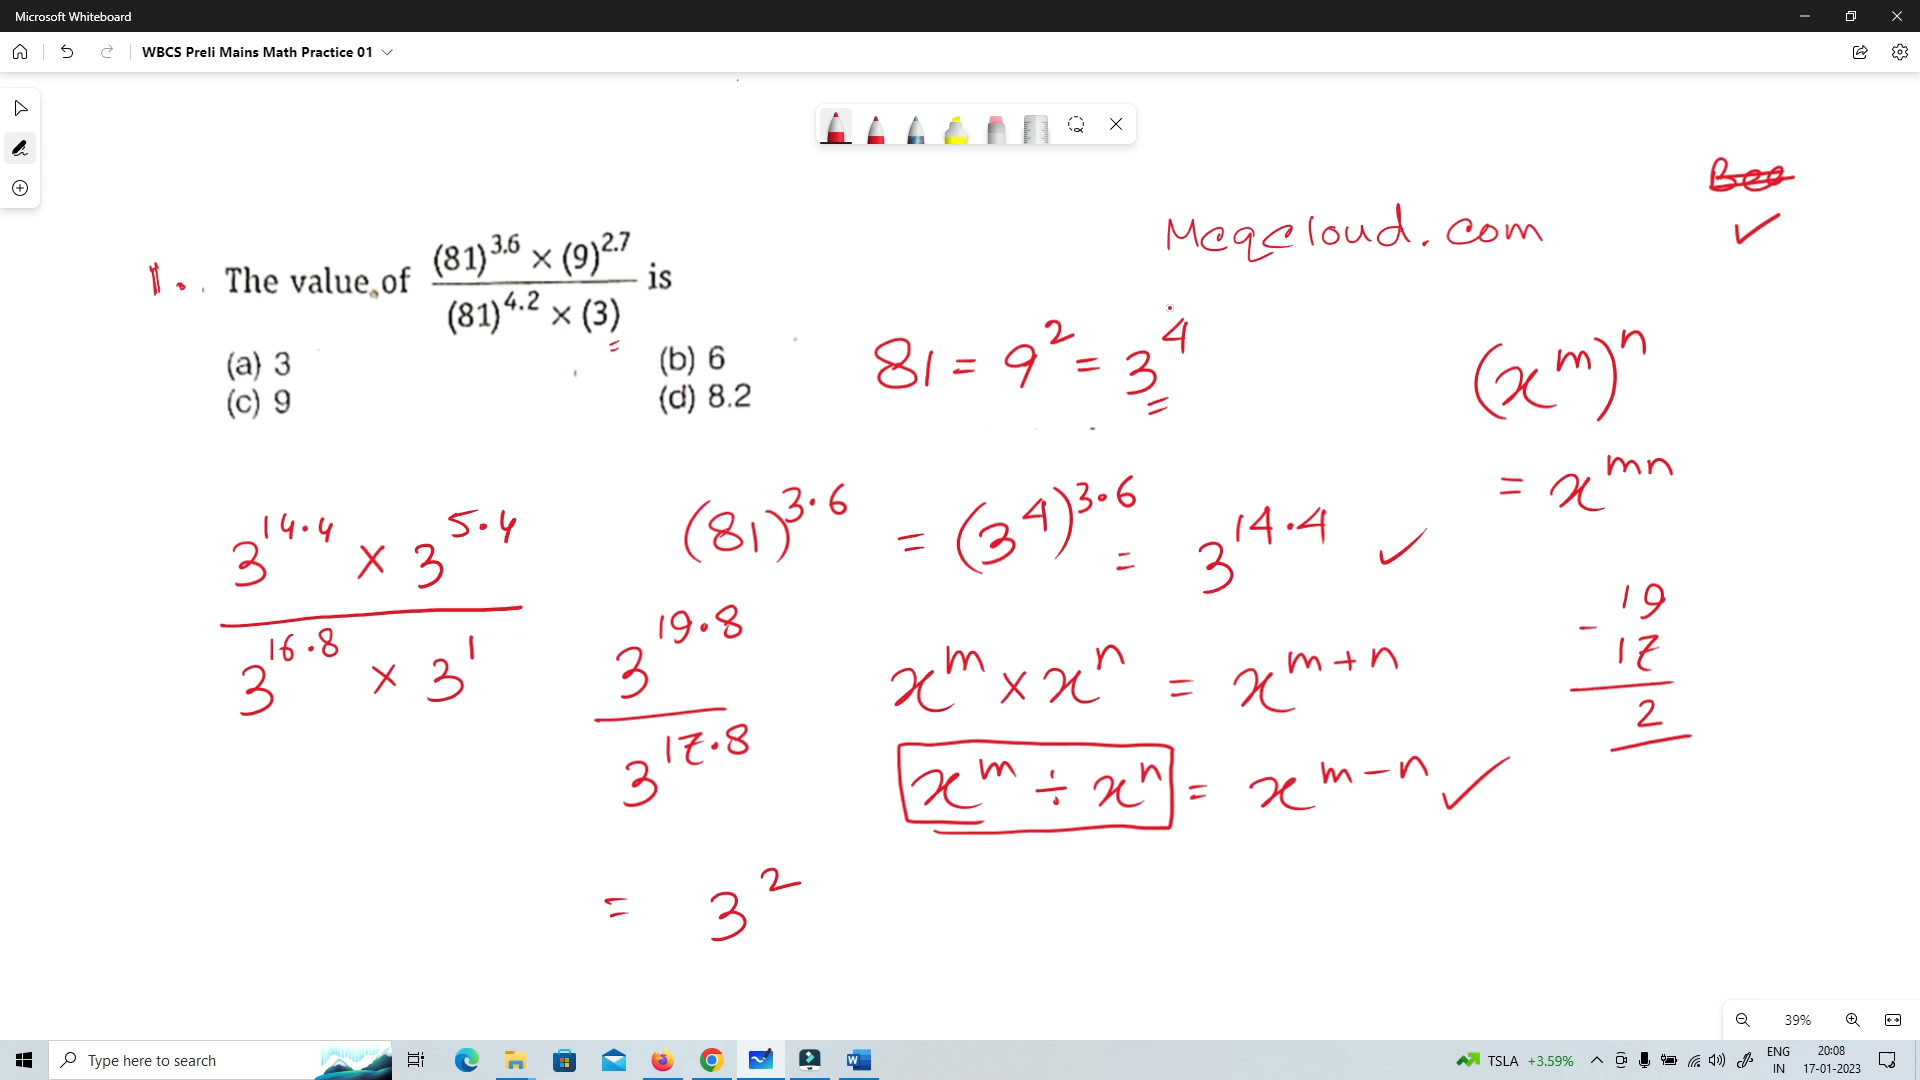 Microsoft Whiteboard
WBCS Preli Mains Math Practice 01
Bee
Mcqcloud.com
1. The value of (81)^3.6 × (9)^2.7 / (81)^4.2 × (3) is
(a) 3 (b) 6
(c) 9 (d) 8.2
81 = 9^2 = 3^4
(x^m)^n
= x^mn
3^14.4 × 3^5.4 / 3^16.8 × 3^1
(81)^3.6 = (3^4)^3.6 = 3^14.4 ✓
3^19.8 / 3^17.8
x^m × x^n = x^m+n
x^m ÷ x^n = x^m-n ✓
19
- 17
2
= 3^2
39%
Type here to search
W
TSLA +3.59%
ENG
IN
20:08
17-01-2023